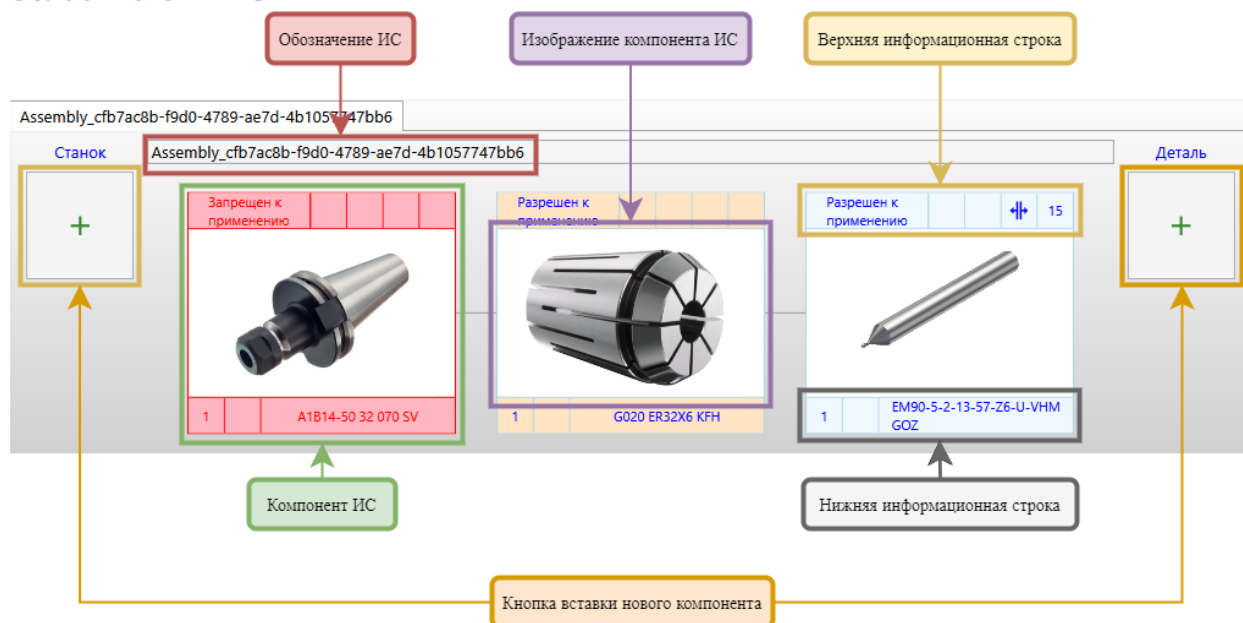 Обозначение ИС
Изображение компонента ИС
Верхняя информационная строка
Assembly_cfb7ac8b-f9d0-4789-ae7d-4b1057747bb6
Станок
Assembly_cfb7ac8b-f9d0-4789-ae7d-4b1057747bb6
Деталь
Запрещен к
применению
Разрешен к
применению
Разрешен к
применению
15
1
A1B14-50 32 070 SV
1
G020 ER32X6 KFH
1
EM90-5-2-13-57-Z6-U-VHM
GOZ
Компонент ИС
Нижняя информационная строка
Кнопка вставки нового компонента